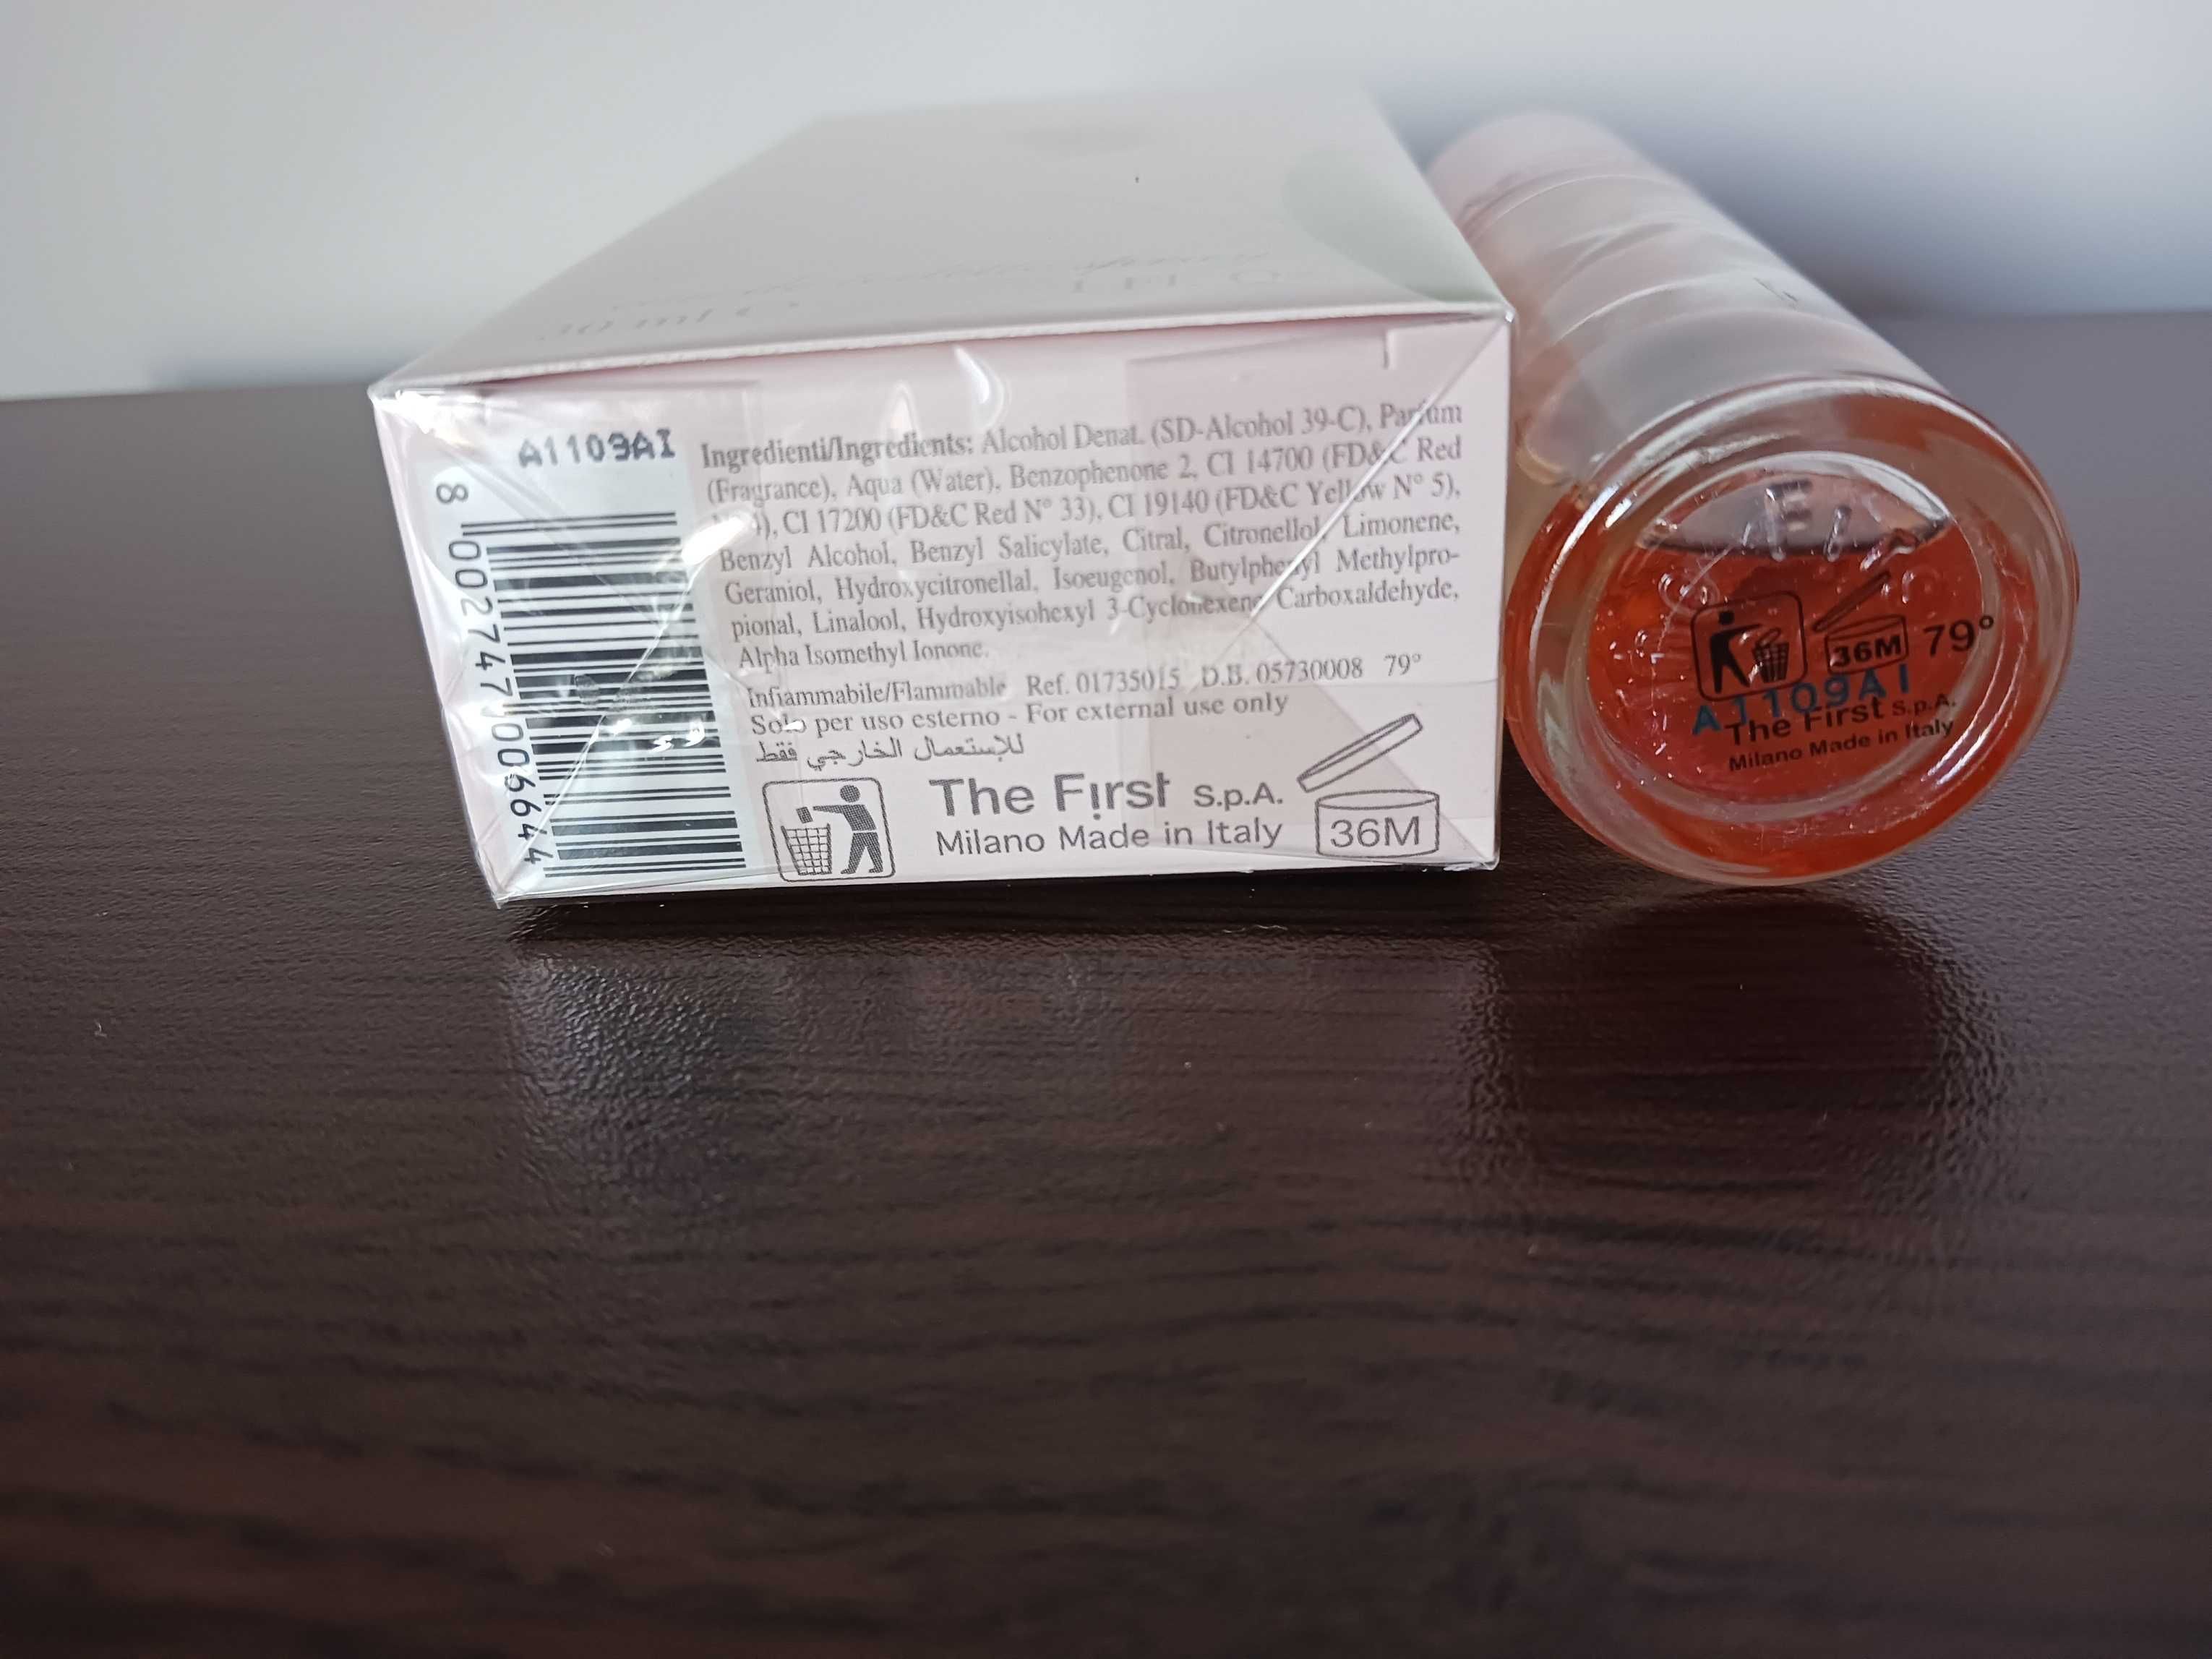 30 ml
A1109AI
8 002747 006644
Ingredienti/Ingredients: Alcohol Denat. (SD-Alcohol 39-C), Parfum
(Fragrance), Aqua (Water), Benzophenone 2, CI 14700 (FD&C Red
4), CI 17200 (FD&C Red N° 33), CI 19140 (FD&C Yellow N° 5),
Benzyl Alcohol, Benzyl Salicylate, Citral, Citronellol, Limonene,
Geraniol, Hydroxycitronellal, Isoeugenol, Butylphenyl Methylpro-
pional, Linalool, Hydroxyisohexyl 3-Cyclohexene Carboxaldehyde,
Alpha Isomethyl Ionone.
Infiammabile/Flammable Ref. 01735015 D.B. 05730008 79°
Solo per uso esterno - For external use only
للإستعمال الخارجي فقط
The First S.p.A.
Milano Made in Italy
36M
36M 79°
A1109AI
The First S.p.A.
Milano Made in Italy